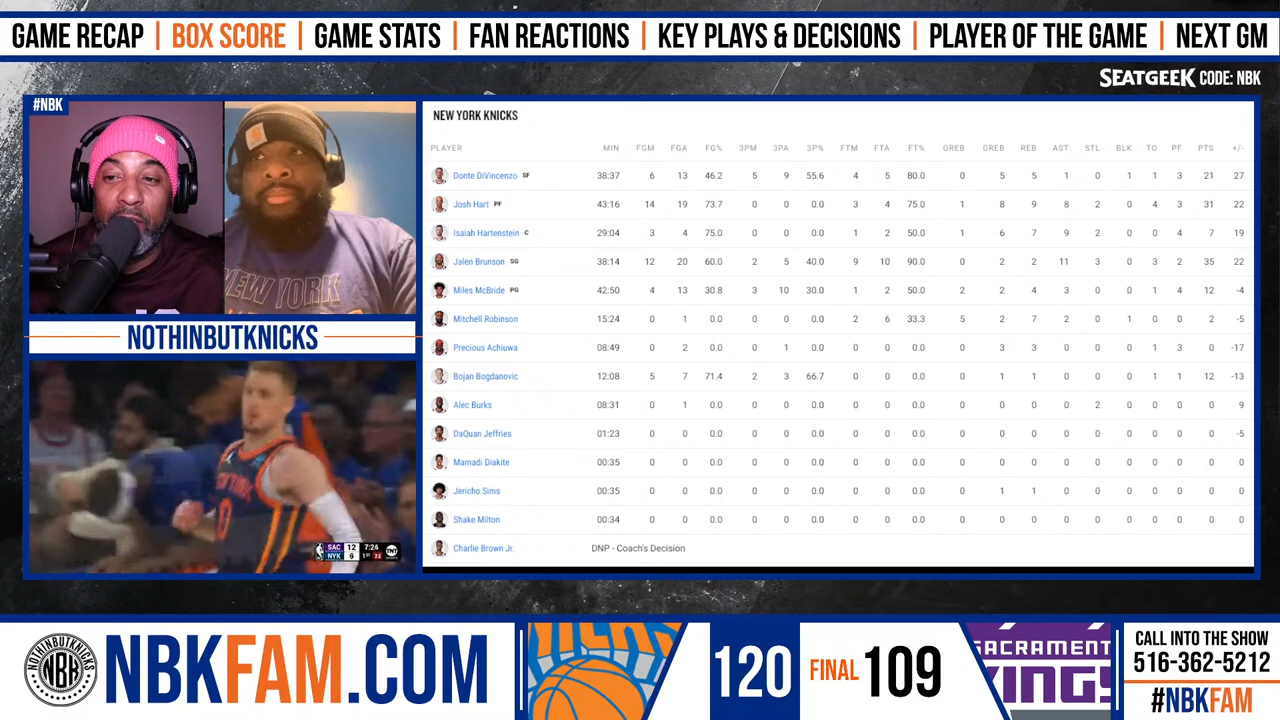 GAME RECAP | BOX SCORE | GAME STATS | FAN REACTIONS | KEY PLAYS & DECISIONS | PLAYER OF THE GAME | NEXT GM
SEATGEEK CODE: NBK
#NBK
NEW YORK
NOTHINBUTKNICKS
SAC 12 7:24
NYK 6 1ST 24
TNT
NEW YORK KNICKS
PLAYER MIN FGM FGA FG% 3PM 3PA 3P% FTM FTA FT% OREB DREB REB AST STL BLK TO PF PTS +/-
Donte DiVincenzo SF 38:37 6 13 46.2 5 9 55.6 4 5 80.0 0 5 5 1 0 1 1 3 21 27
Josh Hart PF 43:16 14 19 73.7 0 0 0.0 3 4 75.0 1 8 9 8 2 0 4 3 31 22
Isaiah Hartenstein C 29:04 3 4 75.0 0 0 0.0 1 2 50.0 1 6 7 9 2 0 0 4 7 19
Jalen Brunson SG 38:14 12 20 60.0 2 5 40.0 9 10 90.0 0 2 2 11 3 0 3 2 35 22
Miles McBride PG 42:50 4 13 30.8 3 10 30.0 1 2 50.0 2 2 4 3 0 0 1 4 12 -4
Mitchell Robinson 15:24 0 1 0.0 0 0 0.0 2 6 33.3 5 2 7 2 0 1 0 0 2 -5
Precious Achiuwa 08:49 0 2 0.0 0 1 0.0 0 0 0.0 0 3 3 0 0 0 1 3 0 -17
Bojan Bogdanovic 12:08 5 7 71.4 2 3 66.7 0 0 0.0 0 1 1 0 0 0 1 1 12 -13
Alec Burks 08:31 0 1 0.0 0 0 0.0 0 0 0.0 0 0 0 0 2 0 0 0 0 9
DaQuan Jeffries 01:23 0 0 0.0 0 0 0.0 0 0 0.0 0 0 0 0 0 0 0 0 0 -5
Mamadi Diakite 00:35 0 0 0.0 0 0 0.0 0 0 0.0 0 0 0 0 0 0 0 0 0 0
Jericho Sims 00:35 0 0 0.0 0 0 0.0 0 0 0.0 0 1 1 0 0 0 0 0 0 0
Shake Milton 00:34 0 0 0.0 0 0 0.0 0 0 0.0 0 0 0 0 0 0 0 0 0 0
Charlie Brown Jr. DNP - Coach's Decision
NOTHINBUTKNICKS
NBK
NBKFAM.COM
120 FINAL 109
SACRAMENTO
KINGS
CALL INTO THE SHOW
516-362-5212
#NBKFAM